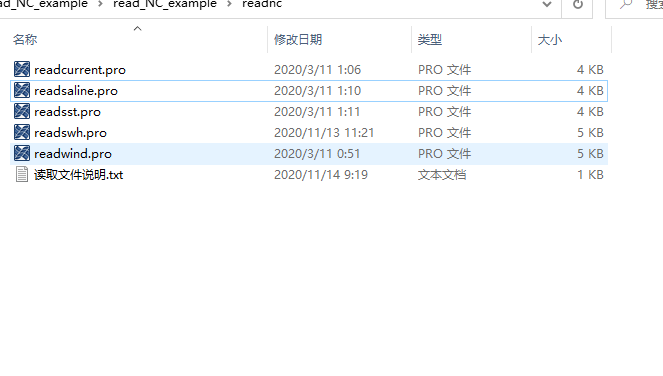 ad_NC_example > read_NC_example > readnc 搜索
名称 修改日期 类型 大小
readcurrent.pro 2020/3/11 1:06 PRO 文件 4 KB
readsaline.pro 2020/3/11 1:10 PRO 文件 4 KB
readsst.pro 2020/3/11 1:11 PRO 文件 4 KB
readswh.pro 2020/11/13 11:21 PRO 文件 5 KB
readwind.pro 2020/3/11 0:51 PRO 文件 5 KB
读取文件说明.txt 2020/11/14 9:19 文本文档 1 KB